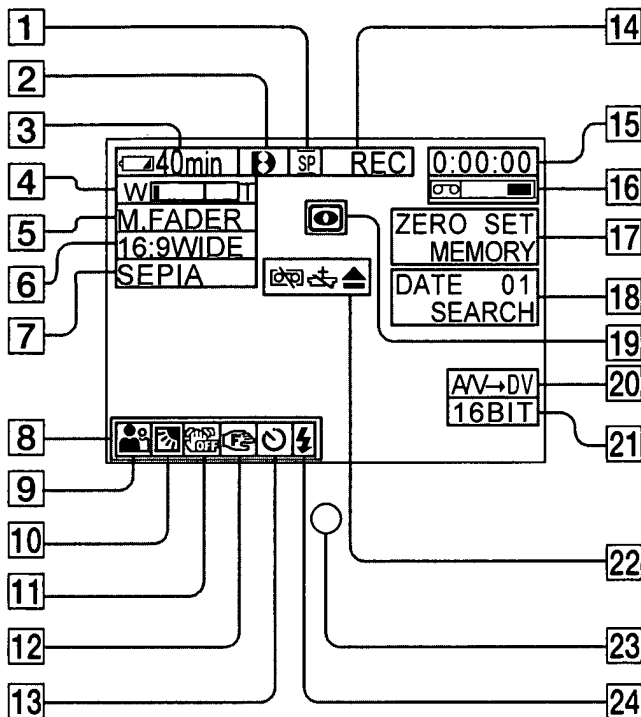 1
14
2
3
15
40min SP REC 0:00:00
4
W T
16
5
M.FADER
ZERO SET
MEMORY
17
6
16:9WIDE
7
SEPIA
DATE 01
SEARCH
18
19
A/V→DV
20
16BIT
21
8
OFF F
9
10
22
11
12
23
13
24